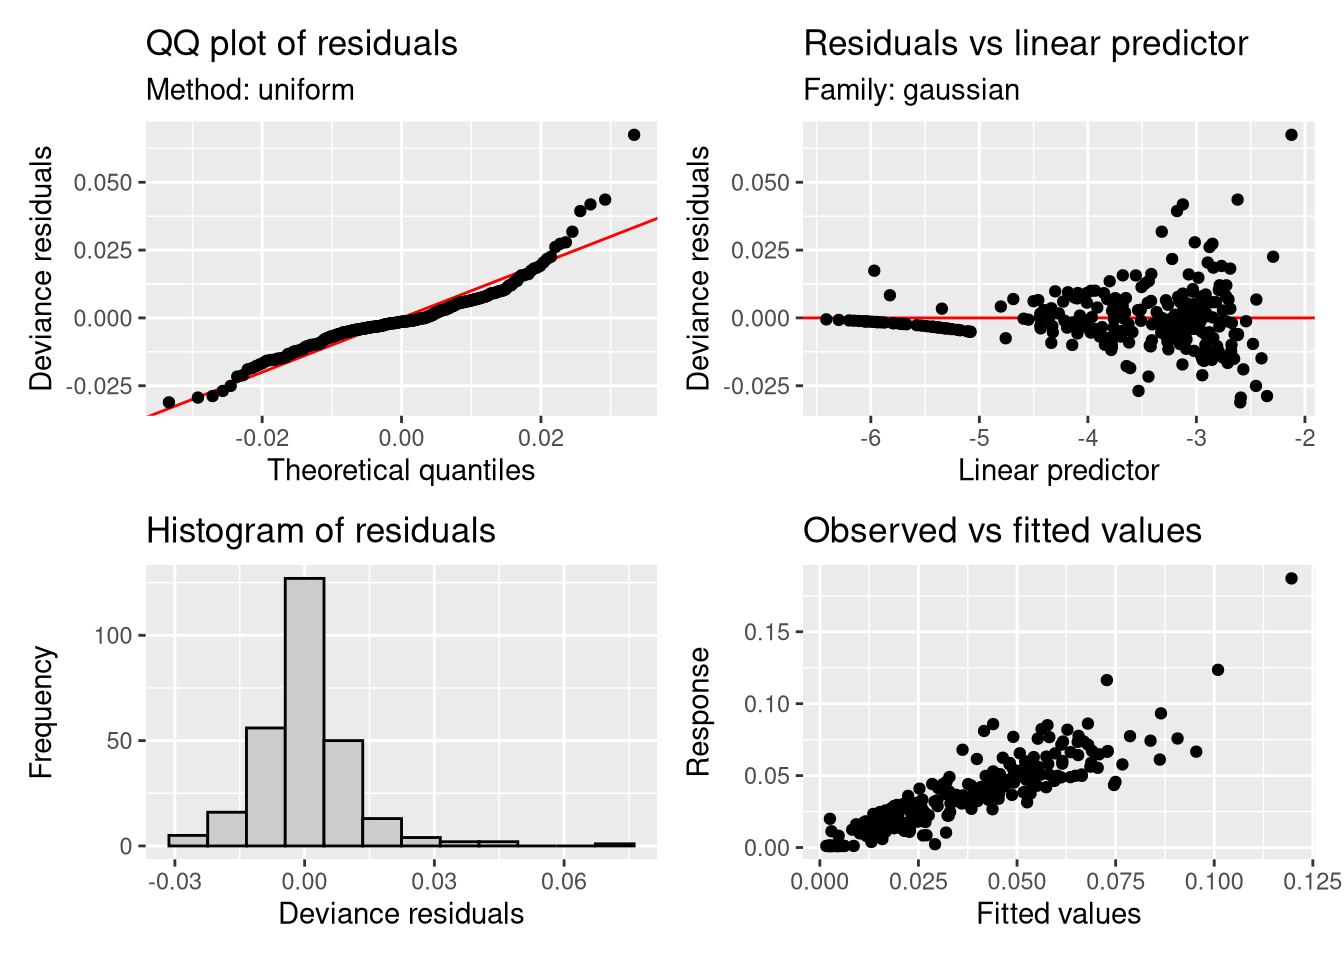 QQ plot of residuals
Method: uniform
Deviance residuals
0.050
0.025
0.000
-0.025
-0.02
0.00
0.02
Theoretical quantiles
Residuals vs linear predictor
Family: gaussian
Deviance residuals
0.050
0.025
0.000
-0.025
-6
-5
-4
-3
-2
Linear predictor
Histogram of residuals
Frequency
100
50
0
-0.03
0.00
0.03
0.06
Deviance residuals
Observed vs fitted values
Response
0.15
0.10
0.05
0.00
0.000
0.025
0.050
0.075
0.100
0.125
Fitted values